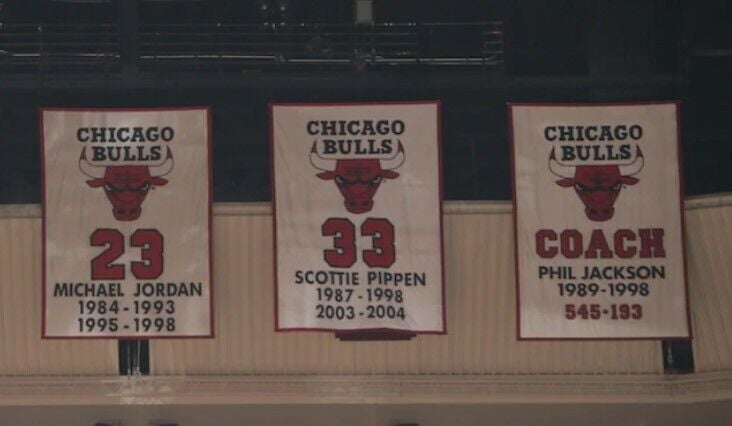 CHICAGO
BULLS
23
MICHAEL JORDAN
1984-1993
1995-1998
CHICAGO
BULLS
33
SCOTTIE PIPPEN
1987-1998
2003-2004
CHICAGO
BULLS
COACH
PHIL JACKSON
1989-1998
545-193